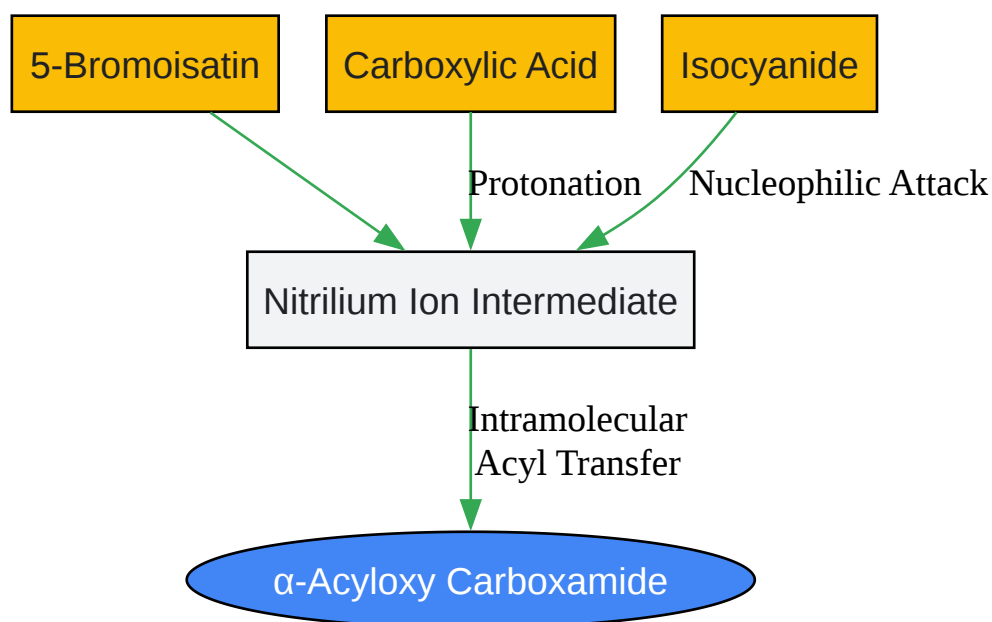 5-Bromoisatin
Carboxylic Acid
Isocyanide
Protonation
Nucleophilic Attack
Nitrilium Ion Intermediate
Intramolecular
Acyl Transfer
α-Acyloxy Carboxamide